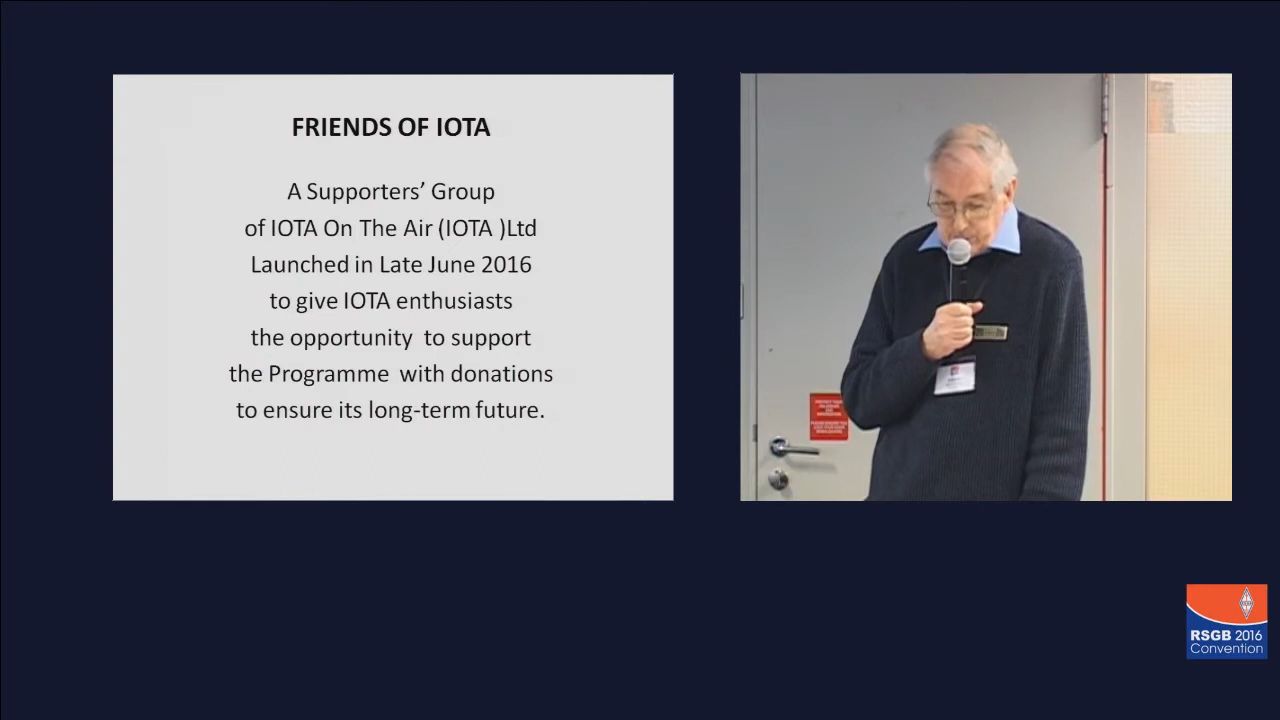 FRIENDS OF IOTA
A Supporters’ Group
of IOTA On The Air (IOTA )Ltd
Launched in Late June 2016
to give IOTA enthusiasts
the opportunity to support
the Programme with donations
to ensure its long-term future.
RSGB 2016
Convention